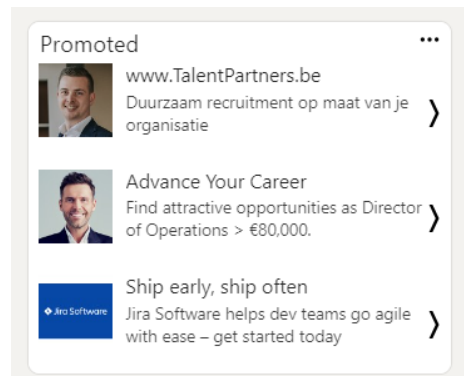 Promoted
www.TalentPartners.be
Duurzaam recruitment op maat van je
organisatie
Advance Your Career
Find attractive opportunities as Director
of Operations > €80,000.
Ship early, ship often
Jira Software
Jira Software helps dev teams go agile
with ease – get started today